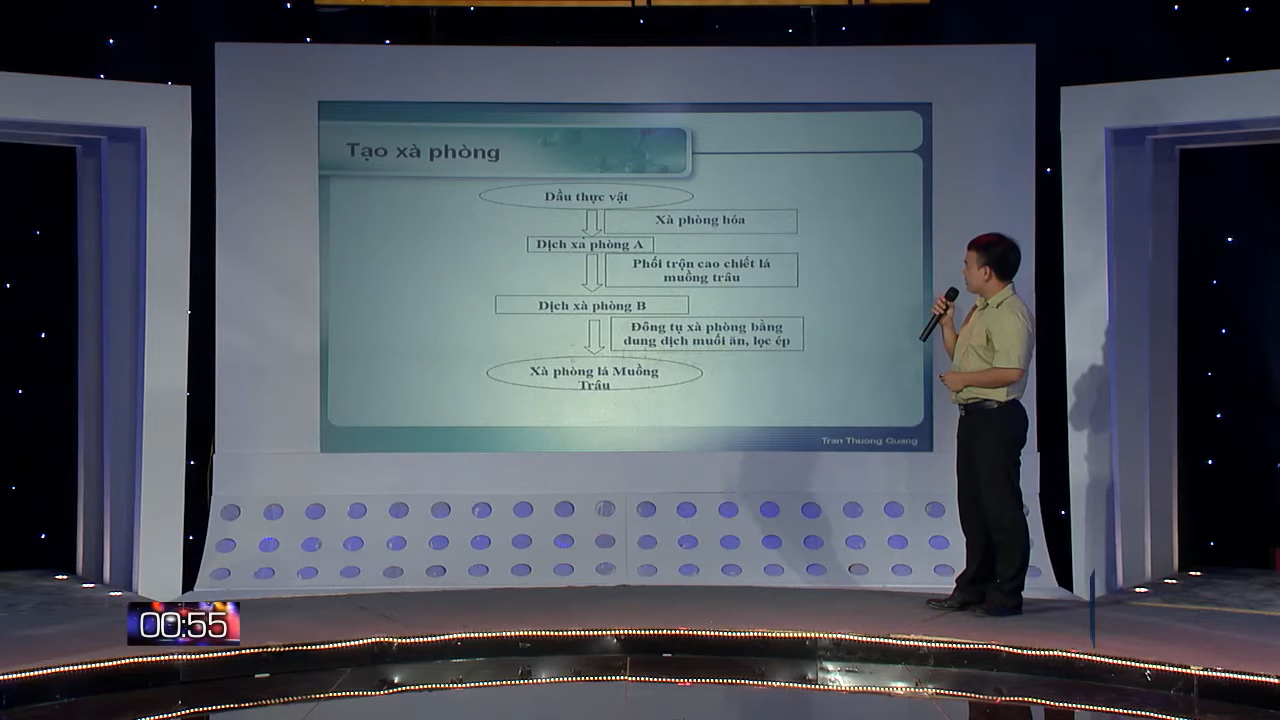 Tạo xà phòng
Dầu thực vật
Xà phòng hóa
Dịch xà phòng A
Phối trộn cao chiết lá
muồng trâu
Dịch xà phòng B
Đông tụ xà phòng bằng
dung dịch muối ăn, lọc ép
Xà phòng lá Muồng
Trâu
Tran Thuong Quang
00:55